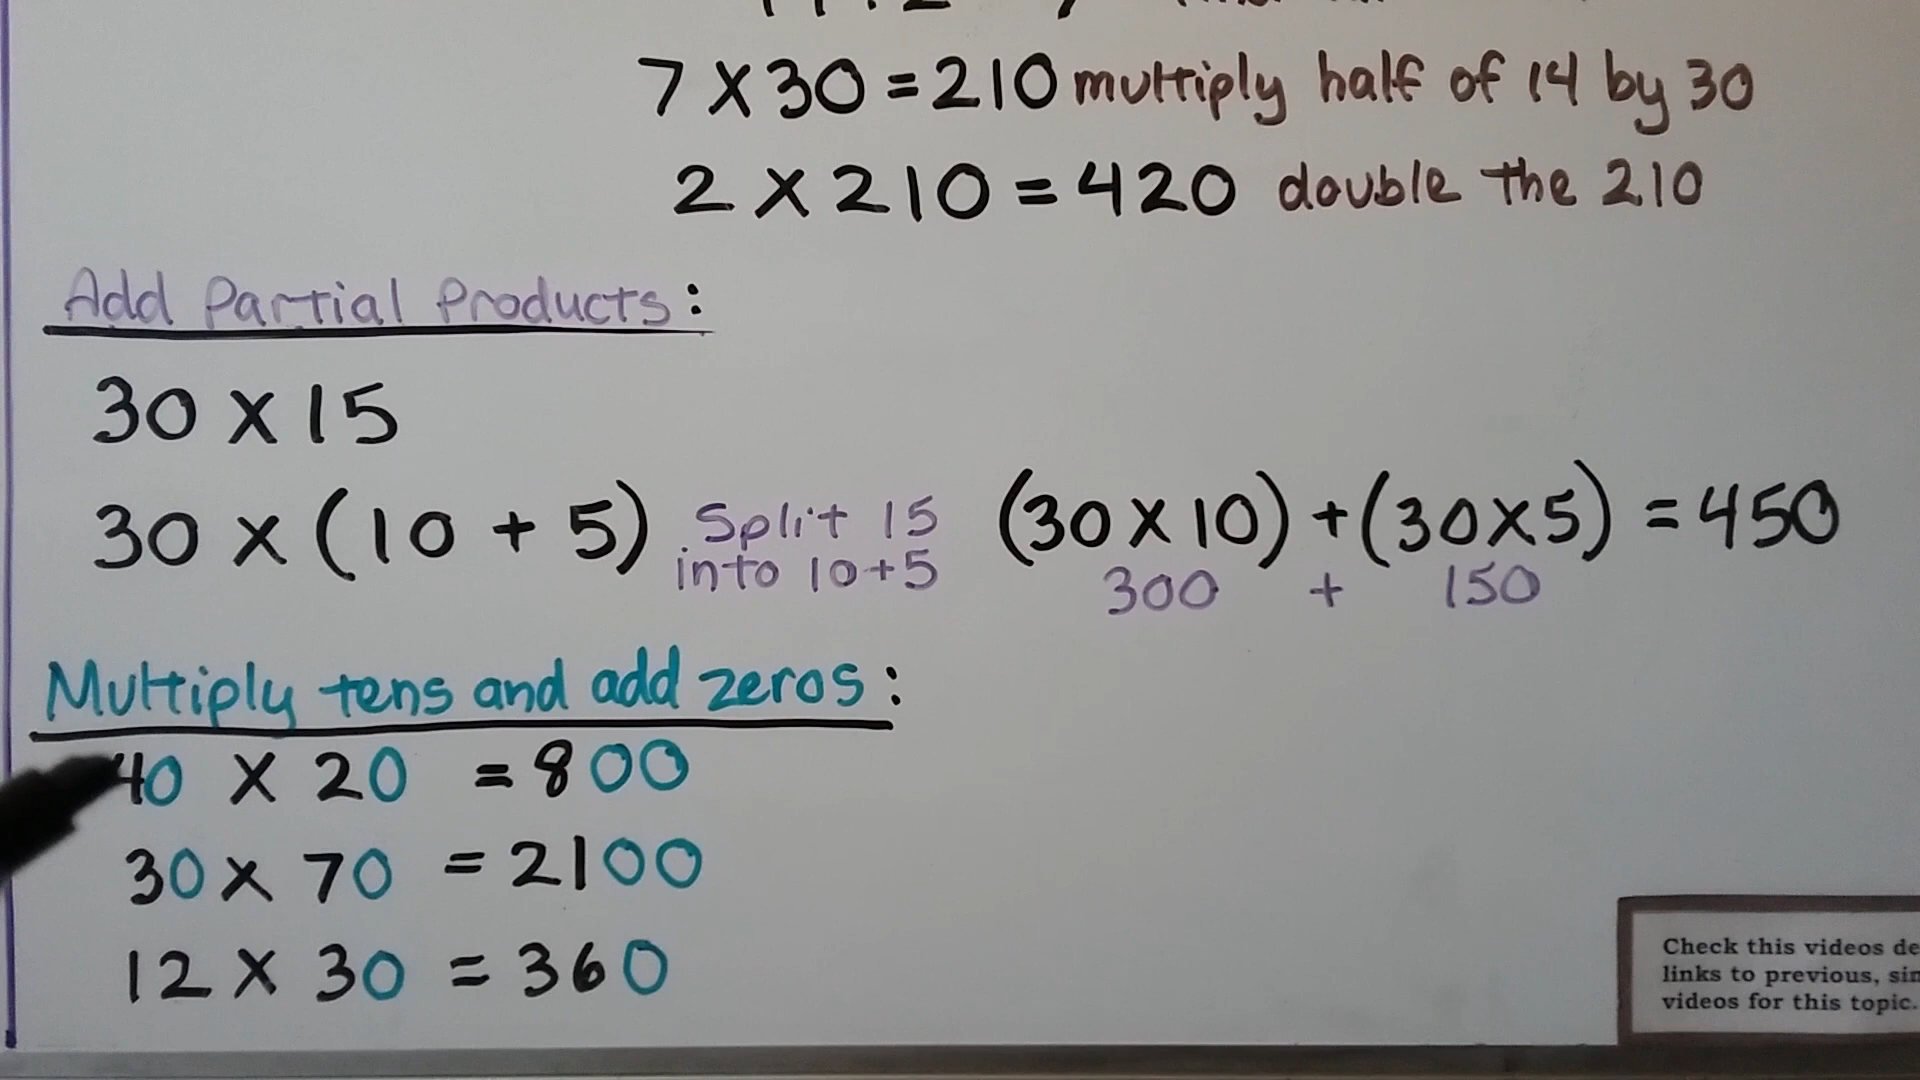 7 X 30 = 210 multiply half of 14 by 30
2 X 210 = 420 double the 210
Add Partial Products:
30 X 15
30 X (10 + 5) Split 15 into 10+5 (30 X 10) + (30 X 5) = 450
300 + 150
Multiply tens and add zeros:
40 X 20 = 800
30 X 70 = 2100
12 X 30 = 360
Check this videos de
links to previous, sim
videos for this topic.